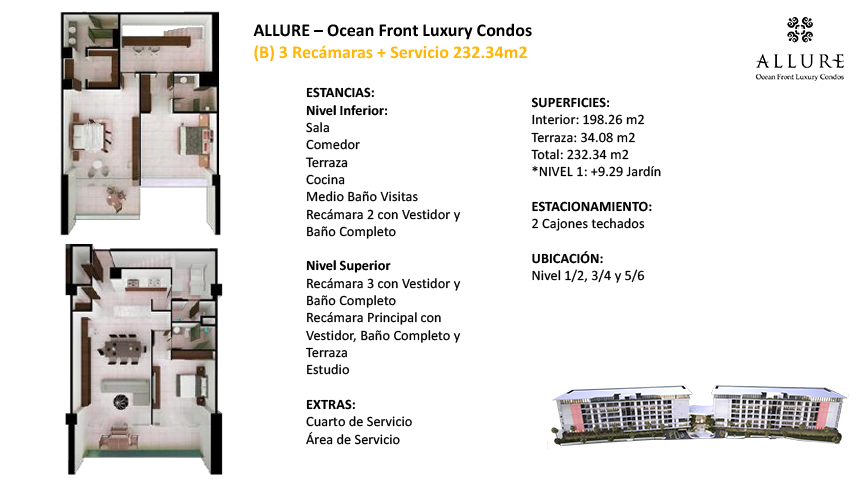 ALLURE – Ocean Front Luxury Condos
(B) 3 Recámaras + Servicio 232.34m2
ALLURE
Ocean Front Luxury Condos
ESTANCIAS:
Nivel Inferior:
Sala
Comedor
Terraza
Cocina
Medio Baño Visitas
Recámara 2 con Vestidor y
Baño Completo
Nivel Superior
Recámara 3 con Vestidor y
Baño Completo
Recámara Principal con
Vestidor, Baño Completo y
Terraza
Estudio
EXTRAS:
Cuarto de Servicio
Área de Servicio
SUPERFICIES:
Interior: 198.26 m2
Terraza: 34.08 m2
Total: 232.34 m2
*NIVEL 1: +9.29 Jardín
ESTACIONAMIENTO:
2 Cajones techados
UBICACIÓN:
Nivel 1/2, 3/4 y 5/6